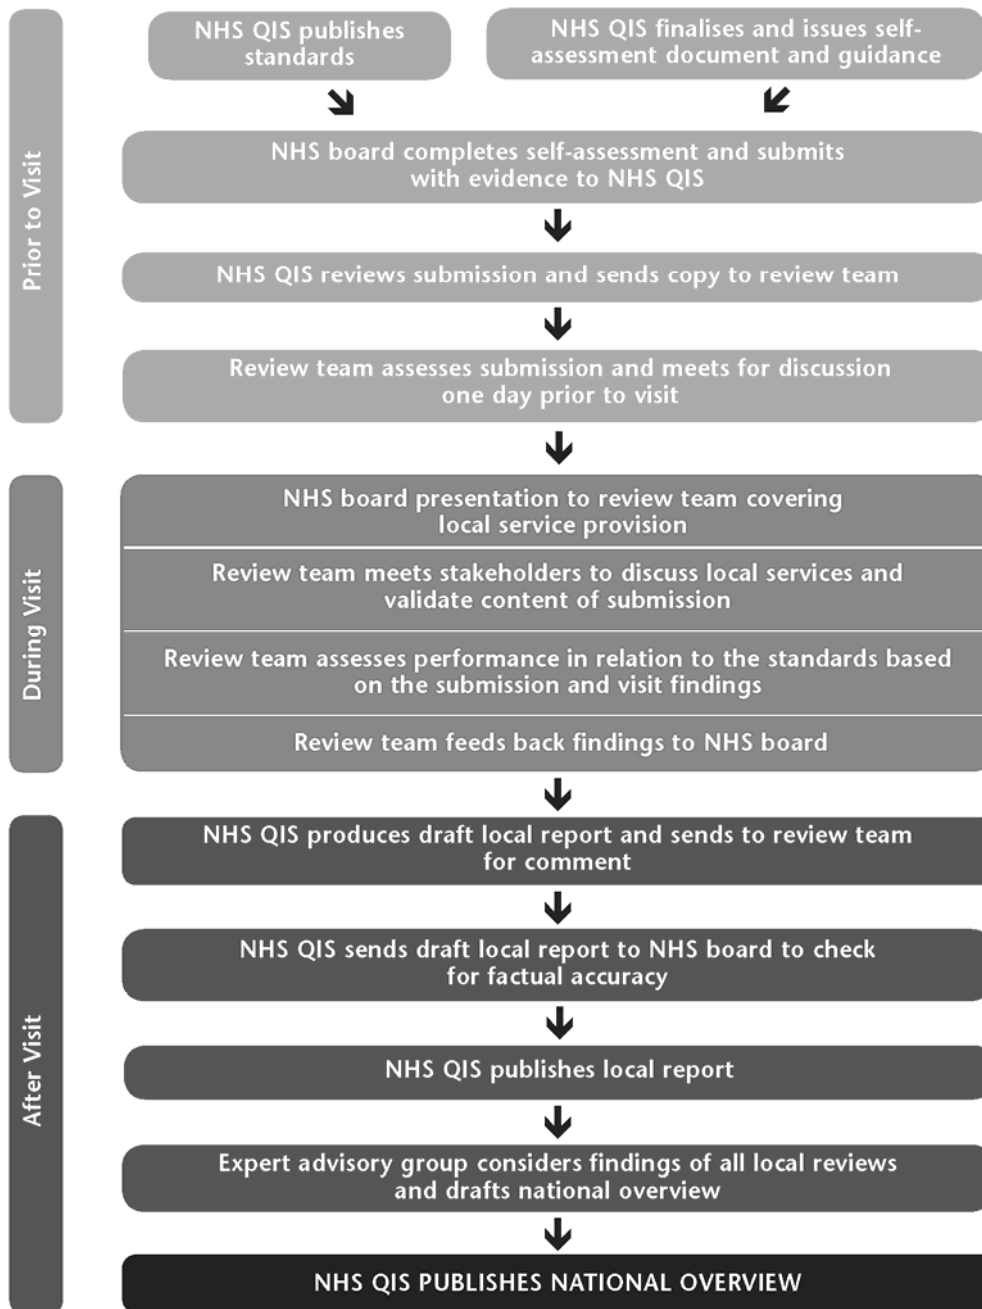 Prior to Visit
NHS QIS publishes
standards
NHS QIS finalises and issues self-
assessment document and guidance
NHS board completes self-assessment and submits
with evidence to NHS QIS
NHS QIS reviews submission and sends copy to review team
Review team assesses submission and meets for discussion
one day prior to visit
During Visit
NHS board presentation to review team covering
local service provision
Review team meets stakeholders to discuss local services and
validate content of submission
Review team assesses performance in relation to the standards based
on the submission and visit findings
Review team feeds back findings to NHS board
After Visit
NHS QIS produces draft local report and sends to review team
for comment
NHS QIS sends draft local report to NHS board to check
for factual accuracy
NHS QIS publishes local report
Expert advisory group considers findings of all local reviews
and drafts national overview
NHS QIS PUBLISHES NATIONAL OVERVIEW